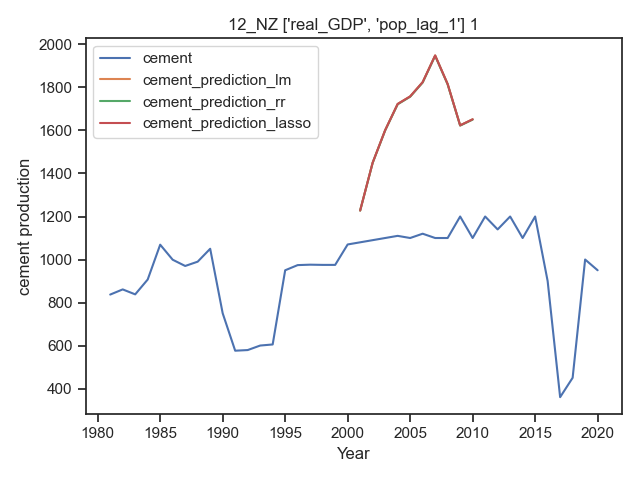 12_NZ ['real_GDP', 'pop_lag_1'] 1
2000
1800
1600
1400
1200
1000
800
600
400
cement production
cement
cement_prediction_lm
cement_prediction_rr
cement_prediction_lasso
1980 1985 1990 1995 2000 2005 2010 2015 2020
Year